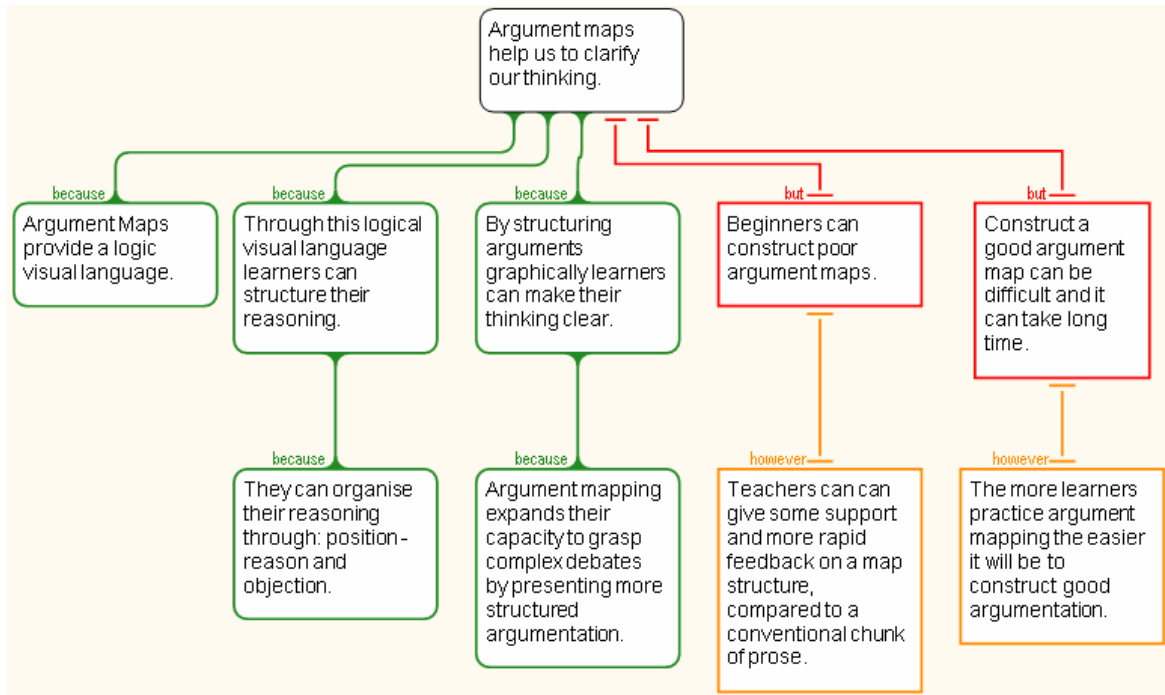 Argument maps
help us to clarify
our thinking.
because
Argument Maps
provide a logic
visual language.
because
Through this logical
visual language
learners can
structure their
reasoning.
because
By structuring
arguments
graphically learners
can make their
thinking clear.
but
Beginners can
construct poor
argument maps.
but
Construct a
good argument
map can be
difficult and it
can take long
time.
because
They can organise
their reasoning
through: position-
reason and
objection.
because
Argument mapping
expands their
capacity to grasp
complex debates
by presenting more
structured
argumentation.
however
Teachers can can
give some support
and more rapid
feedback on a map
structure,
compared to a
conventional chunk
of prose.
however
The more learners
practice argument
mapping the easier
it will be to
construct good
argumentation.